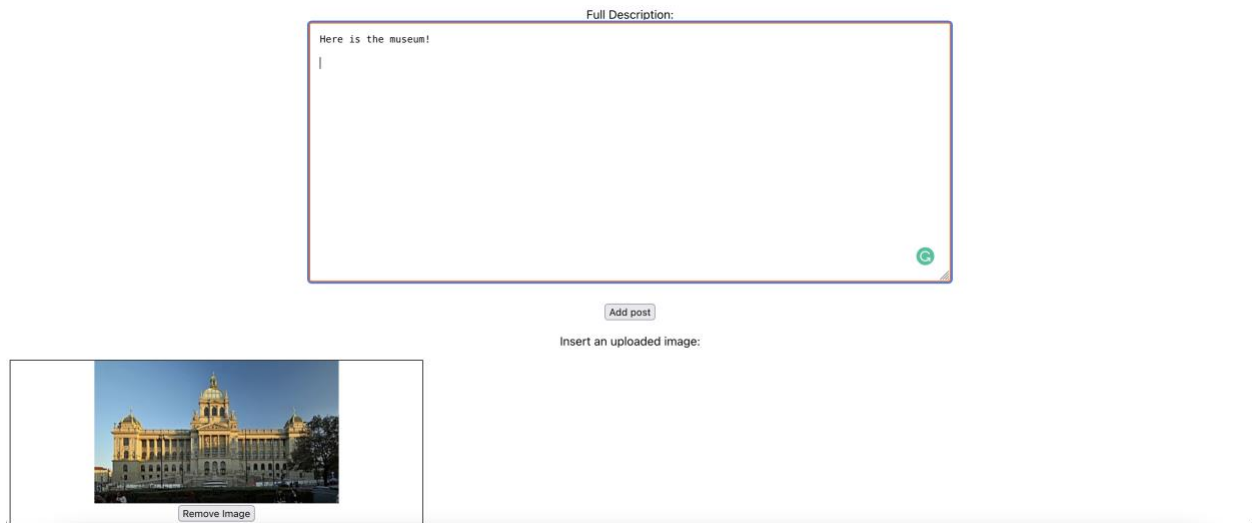 Full Description:
Here is the museum!
Add post
Insert an uploaded image:
Remove Image